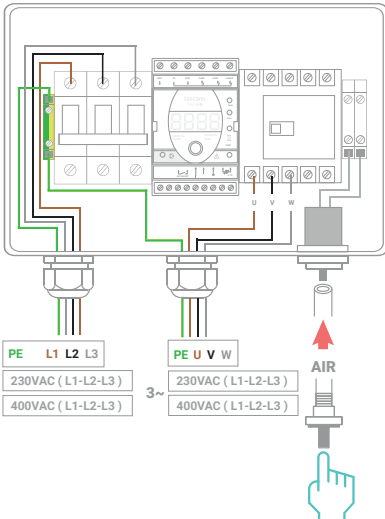 U V W
PE L1 L2 L3
230VAC ( L1-L2-L3 )
400VAC ( L1-L2-L3 )
3~
PE U V W
230VAC ( L1-L2-L3 )
400VAC ( L1-L2-L3 )
AIR